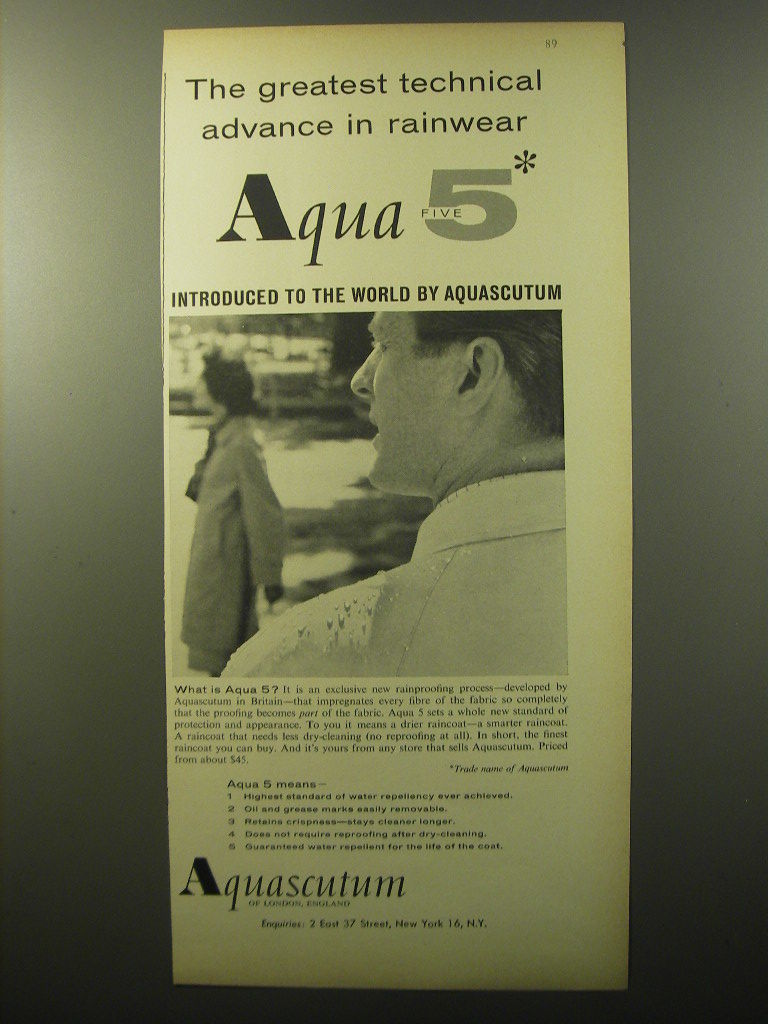 89
The greatest technical
advance in rainwear
Aqua 5*
FIVE
INTRODUCED TO THE WORLD BY AQUASCUTUM
What is Aqua 5? It is an exclusive new rainproofing process—developed by
Aquascutum in Britain—that impregnates every fibre of the fabric so completely
that the proofing becomes part of the fabric. Aqua 5 sets a whole new standard of
protection and appearance. To you it means a drier raincoat—a smarter raincoat.
A raincoat that needs less dry-cleaning (no reproofing at all). In short, the finest
raincoat you can buy. And it's yours from any store that sells Aquascutum. Priced
from about $45.
*Trade name of Aquascutum
Aqua 5 means—
1 Highest standard of water repellency ever achieved.
2 Oil and grease marks easily removable.
3 Retains crispness—stays cleaner longer.
4 Does not require reproofing after dry-cleaning.
5 Guaranteed water repellent for the life of the coat.
Aquascutum
OF LONDON, ENGLAND
Enquiries: 2 East 37 Street, New York 16, N.Y.